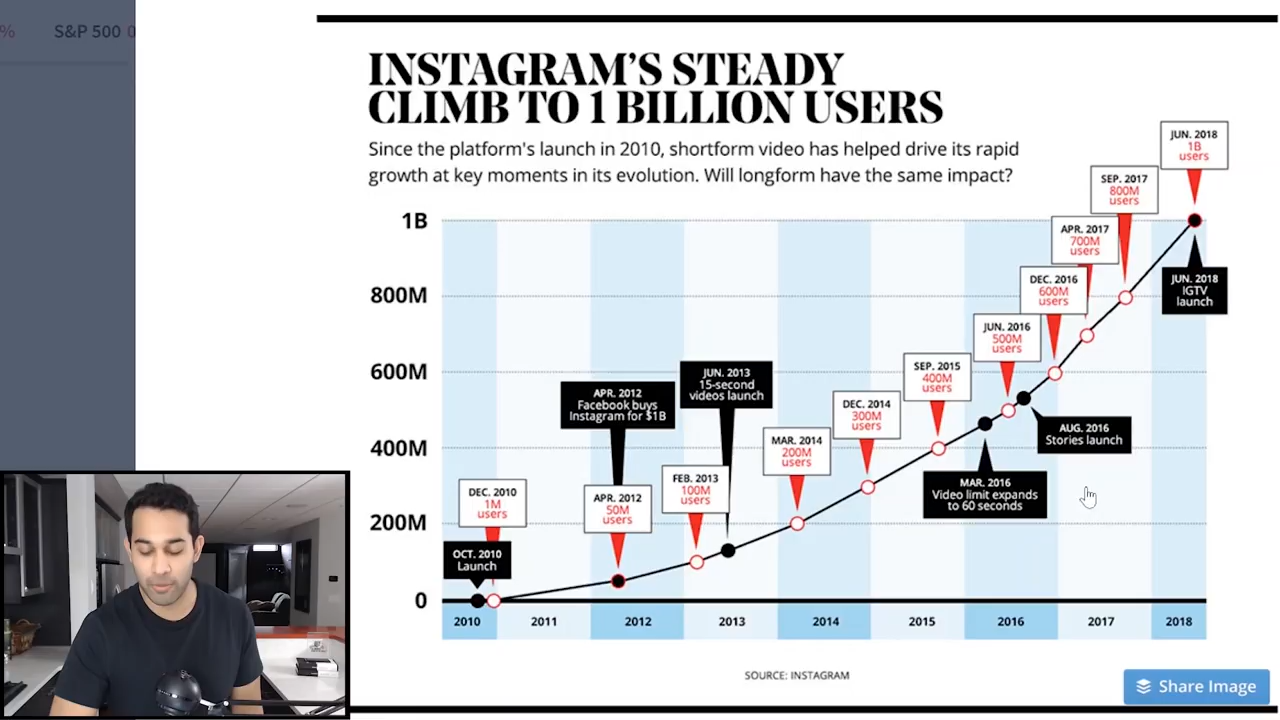 %
S&P 500 0
INSTAGRAM'S STEADY
CLIMB TO 1 BILLION USERS
Since the platform's launch in 2010, shortform video has helped drive its rapid
growth at key moments in its evolution. Will longform have the same impact?
1B
800M
600M
400M
200M
0
OCT. 2010
Launch
DEC. 2010
1M
users
APR. 2012
Facebook buys
Instagram for $1B
APR. 2012
50M
users
FEB. 2013
100M
users
JUN. 2013
15-second
videos launch
MAR. 2014
200M
users
DEC. 2014
300M
users
SEP. 2015
400M
users
MAR. 2016
Video limit expands
to 60 seconds
JUN. 2016
500M
users
AUG. 2016
Stories launch
DEC. 2016
600M
users
APR. 2017
700M
users
SEP. 2017
800M
users
JUN. 2018
1B
users
JUN. 2018
IGTV
launch
2010 2011 2012 2013 2014 2015 2016 2017 2018
SOURCE: INSTAGRAM
Share Image